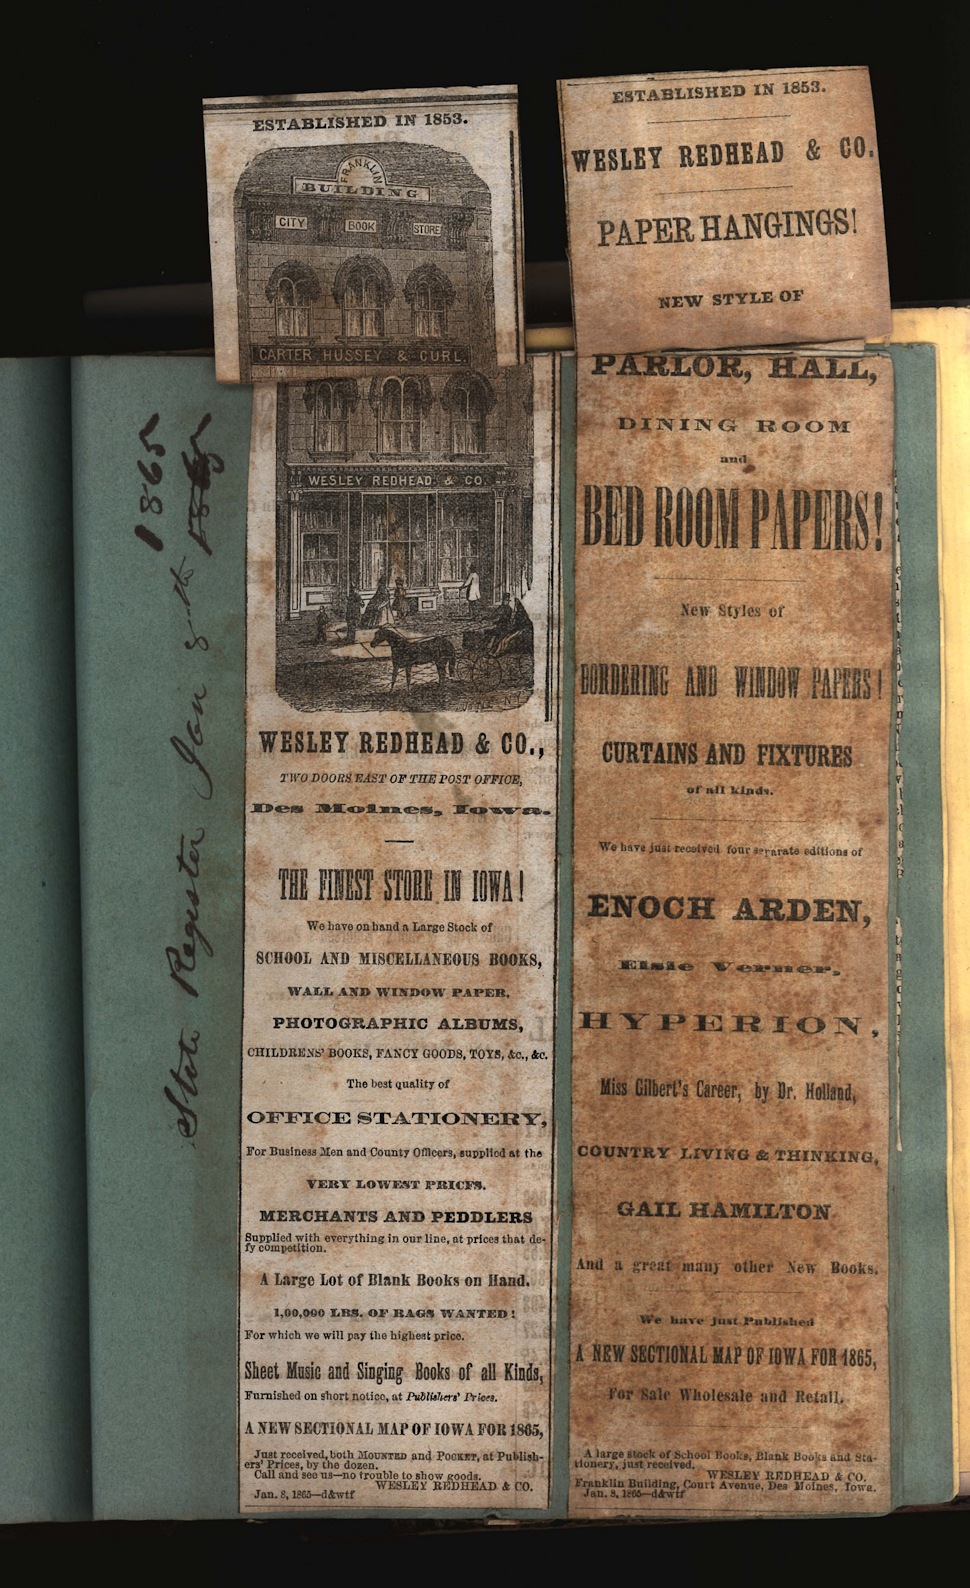 State Register Jan 8th 1865
1865
ESTABLISHED IN 1853.
FRANKLIN
BUILDING
CITY BOOK STORE
CARTER, HUSSEY & CURL.
WESLEY REDHEAD & CO.
WESLEY REDHEAD & CO.,
TWO DOORS EAST OF THE POST OFFICE,
Des Moines, Iowa.
THE FINEST STORE IN IOWA!
We have on hand a Large Stock of
SCHOOL AND MISCELLANEOUS BOOKS,
WALL AND WINDOW PAPER.
PHOTOGRAPHIC ALBUMS,
CHILDRENS' BOOKS, FANCY GOODS, TOYS, &c., &c.
The best quality of
OFFICE STATIONERY,
For Business Men and County Officers, supplied at the
VERY LOWEST PRICES.
MERCHANTS AND PEDDLERS
Supplied with everything in our line, at prices that de-
fy competition.
A Large Lot of Blank Books on Hand.
1,00,000 LBS. OF RAGS WANTED!
For which we will pay the highest price.
Sheet Music and Singing Books of all Kinds,
Furnished on short notice, at Publishers' Prices.
A NEW SECTIONAL MAP OF IOWA FOR 1865,
Just received, both MOUNTED and POCKET, at Publish-
ers' Prices, by the dozen.
Call and see us—no trouble to show goods.
WESLEY REDHEAD & CO.
Jan. 8, 1865—d&wtf
ESTABLISHED IN 1853.
WESLEY REDHEAD & CO.
PAPER HANGINGS!
NEW STYLE OF
PARLOR, HALL,
DINING ROOM
and
BED ROOM PAPERS!
New Styles of
BORDERING AND WINDOW PAPERS!
CURTAINS AND FIXTURES
of all kinds.
We have just received four separate editions of
ENOCH ARDEN,
Elsie Verner,
HYPERION,
Miss Gilbert's Career, by Dr. Holland,
COUNTRY LIVING & THINKING,
GAIL HAMILTON
And a great many other New Books.
We have just Published
A NEW SECTIONAL MAP OF IOWA FOR 1865,
For Sale Wholesale and Retail.
A large stock of School Books, Blank Books and Sta-
tionery, just received.
WESLEY REDHEAD & CO.
Franklin Building, Court Avenue, Des Moines, Iowa.
Jan. 8, 1865—d&wtf